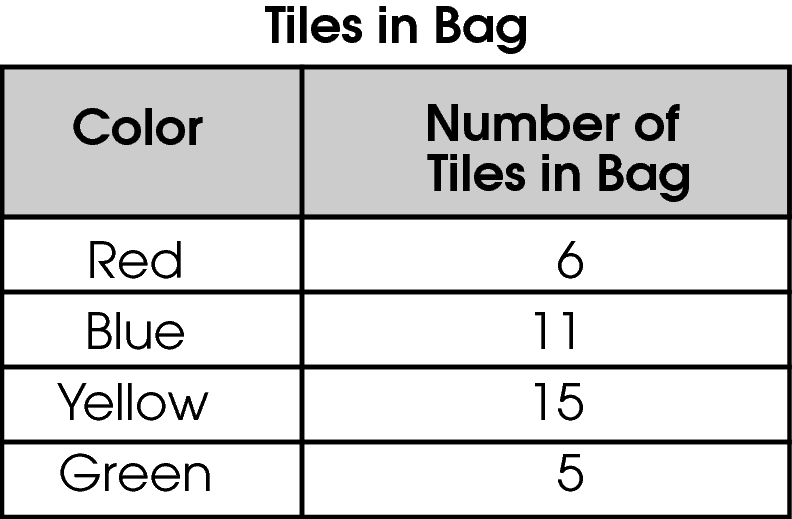 Tiles in Bag
Color Number of
Tiles in Bag
Red 6
Blue 11
Yellow 15
Green 5